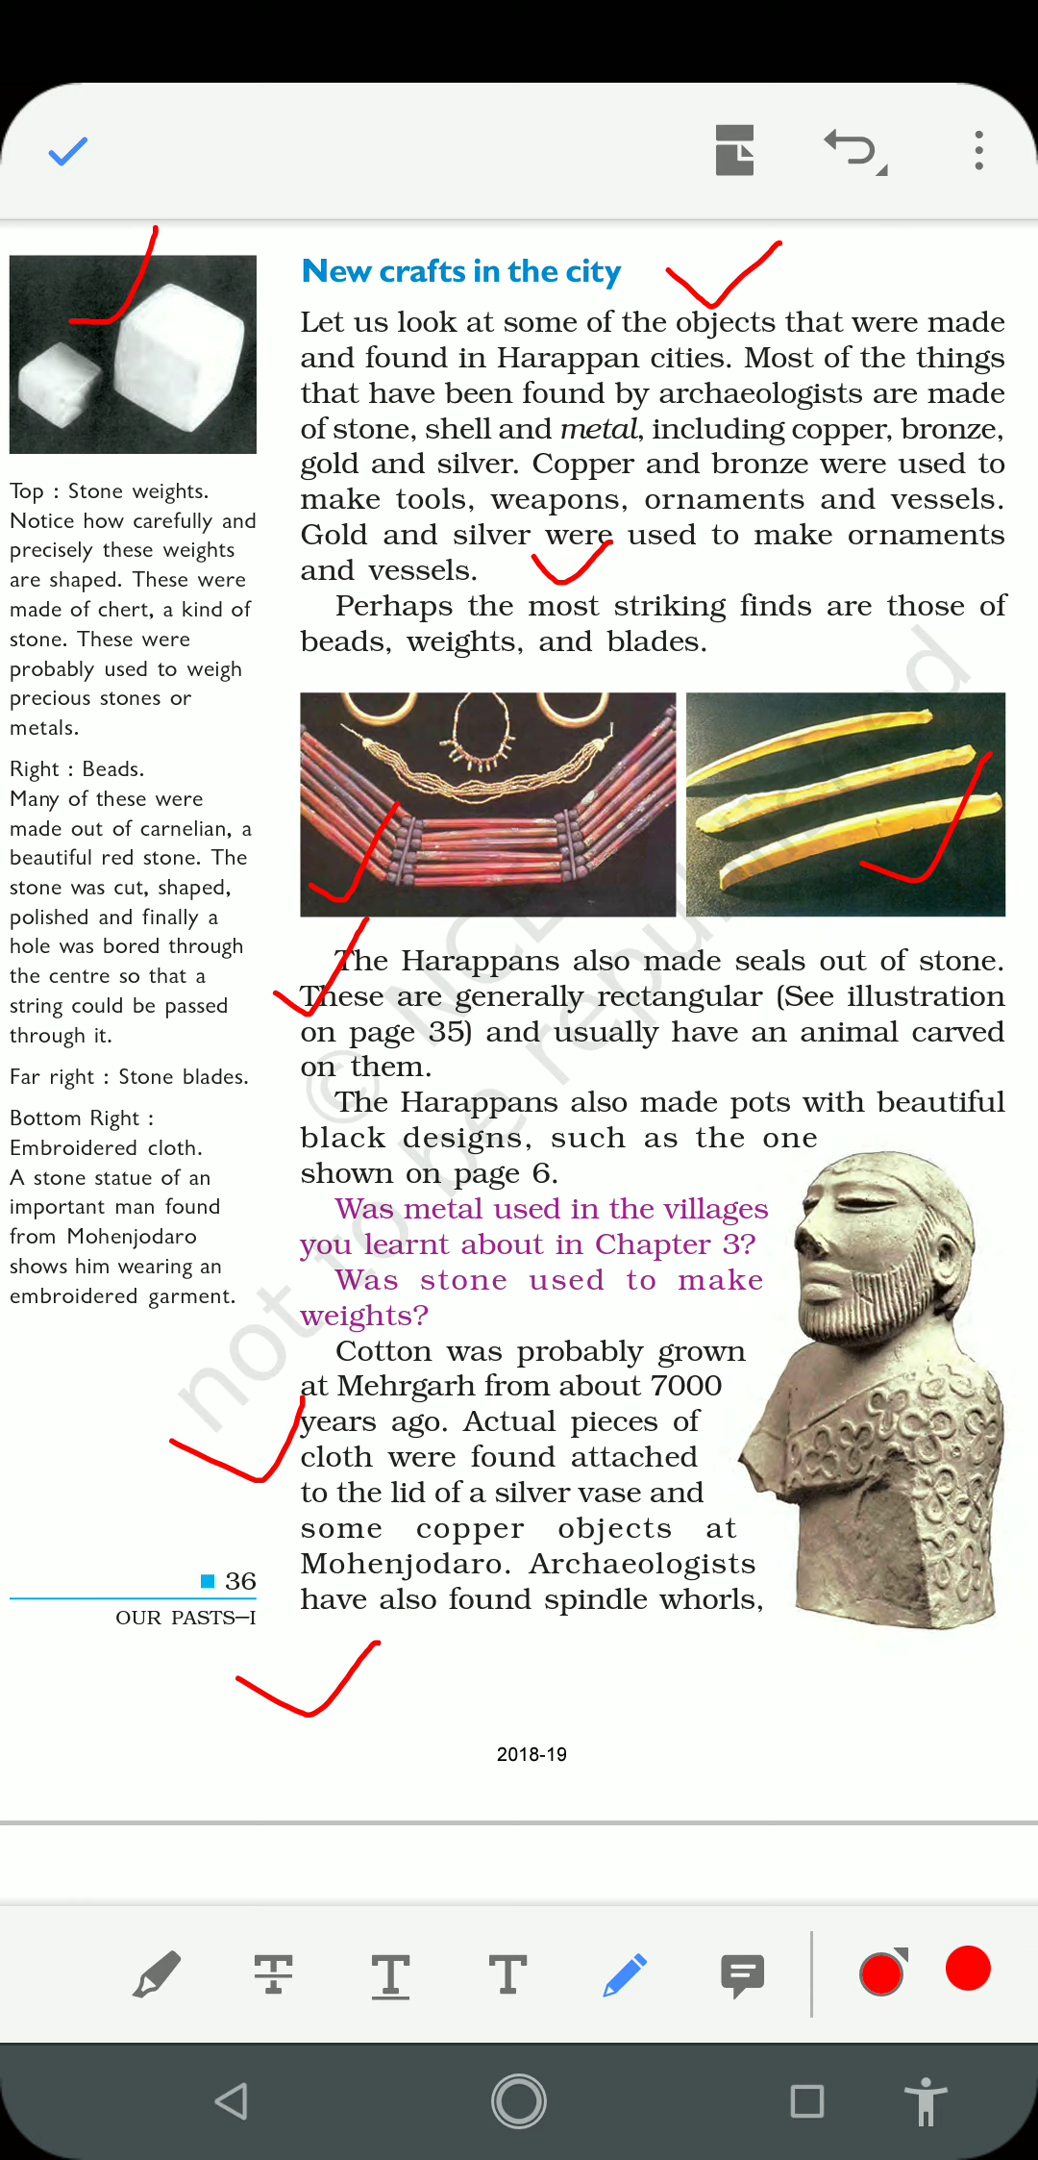 New crafts in the city
Let us look at some of the objects that were made
and found in Harappan cities. Most of the things
that have been found by archaeologists are made
of stone, shell and metal, including copper, bronze,
gold and silver. Copper and bronze were used to
make tools, weapons, ornaments and vessels.
Gold and silver were used to make ornaments
and vessels.
Perhaps the most striking finds are those of
beads, weights, and blades.
Top : Stone weights.
Notice how carefully and
precisely these weights
are shaped. These were
made of chert, a kind of
stone. These were
probably used to weigh
precious stones or
metals.
Right : Beads.
Many of these were
made out of carnelian, a
beautiful red stone. The
stone was cut, shaped,
polished and finally a
hole was bored through
the centre so that a
string could be passed
through it.
Far right : Stone blades.
Bottom Right :
Embroidered cloth.
A stone statue of an
important man found
from Mohenjodaro
shows him wearing an
embroidered garment.
The Harappans also made seals out of stone.
These are generally rectangular (See illustration
on page 35) and usually have an animal carved
on them.
The Harappans also made pots with beautiful
black designs, such as the one
shown on page 6.
Was metal used in the villages
you learnt about in Chapter 3?
Was stone used to make
weights?
Cotton was probably grown
at Mehrgarh from about 7000
years ago. Actual pieces of
cloth were found attached
to the lid of a silver vase and
some copper objects at
Mohenjodaro. Archaeologists
have also found spindle whorls,
36
OUR PASTS–I
2018-19
not to be republished